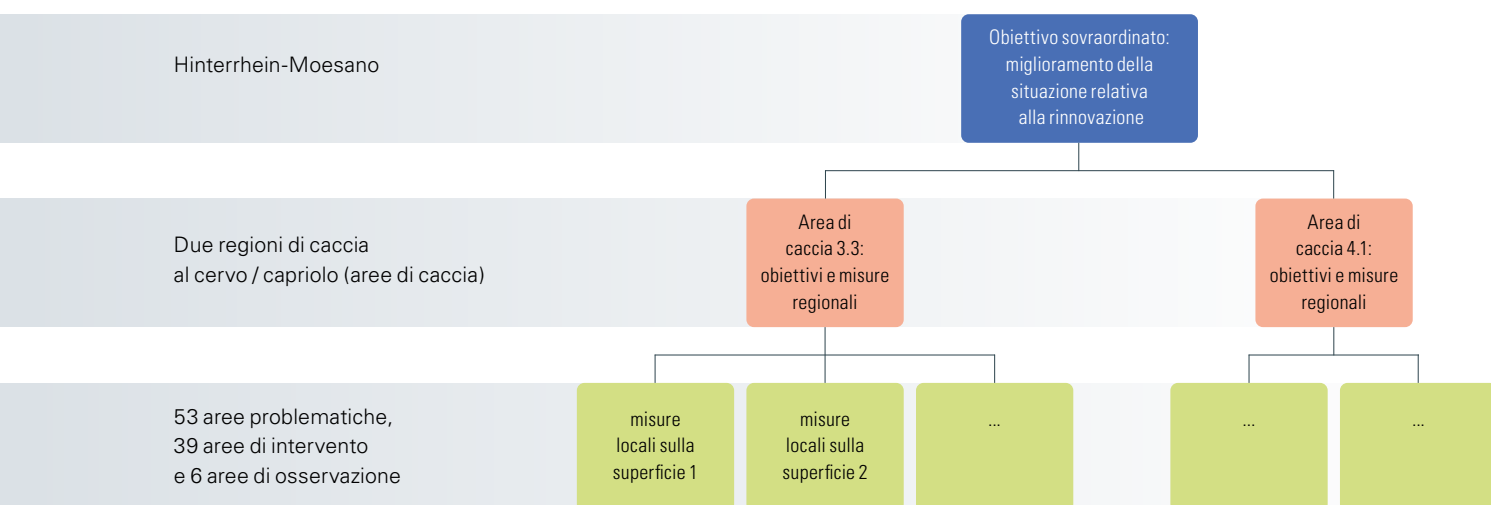 Hinterrhein-Moesano
Obiettivo sovraordinato:
miglioramento della
situazione relativa
alla rinnovazione
Due regioni di caccia
al cervo / capriolo (aree di caccia)
Area di
caccia 3.3:
obiettivi e misure
regionali
Area di
caccia 4.1:
obiettivi e misure
regionali
53 aree problematiche,
39 aree di intervento
e 6 aree di osservazione
misure
locali sulla
superficie 1
misure
locali sulla
superficie 2
...
...
...